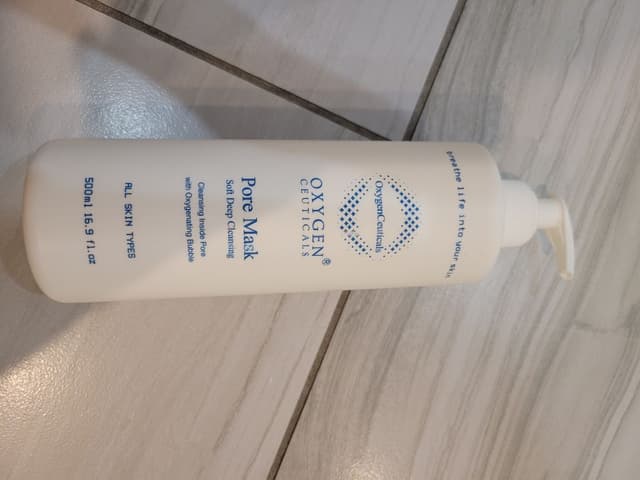 breathe life into your skin
OxygenCeuticals
OXYGEN®
CEUTICALS
Pore Mask
Soft Deep Cleansing
Cleansing Inside Pore
with Oxygenating Bubble
ALL SKIN TYPES
500ml 16.9 fl.oz